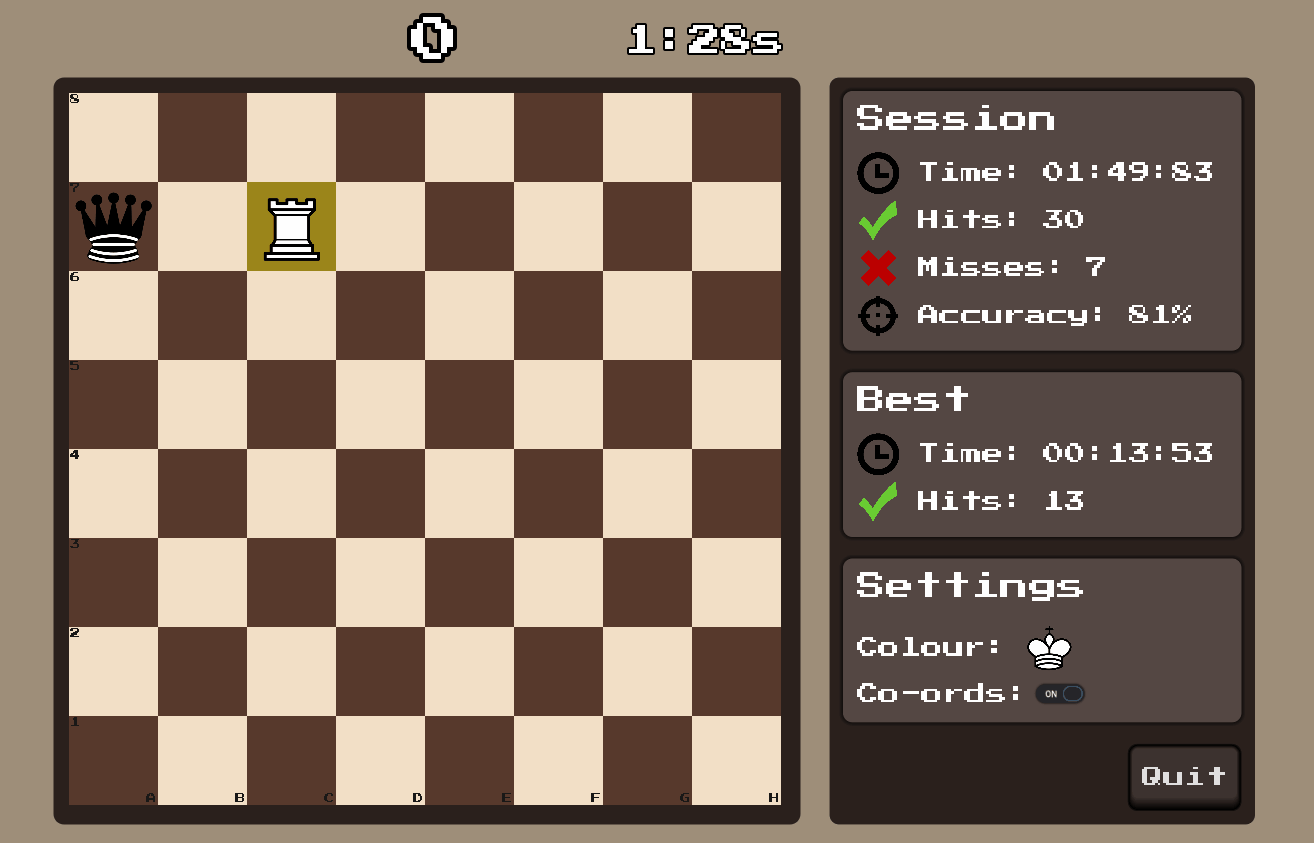 0 1:28s
8
7
6
5
4
3
2
1
A B C D E F G H
Session
Time: 01:49:83
Hits: 30
Misses: 7
Accuracy: 81%
Best
Time: 00:13:53
Hits: 13
Settings
Colour:
Co-ords: ON
Quit